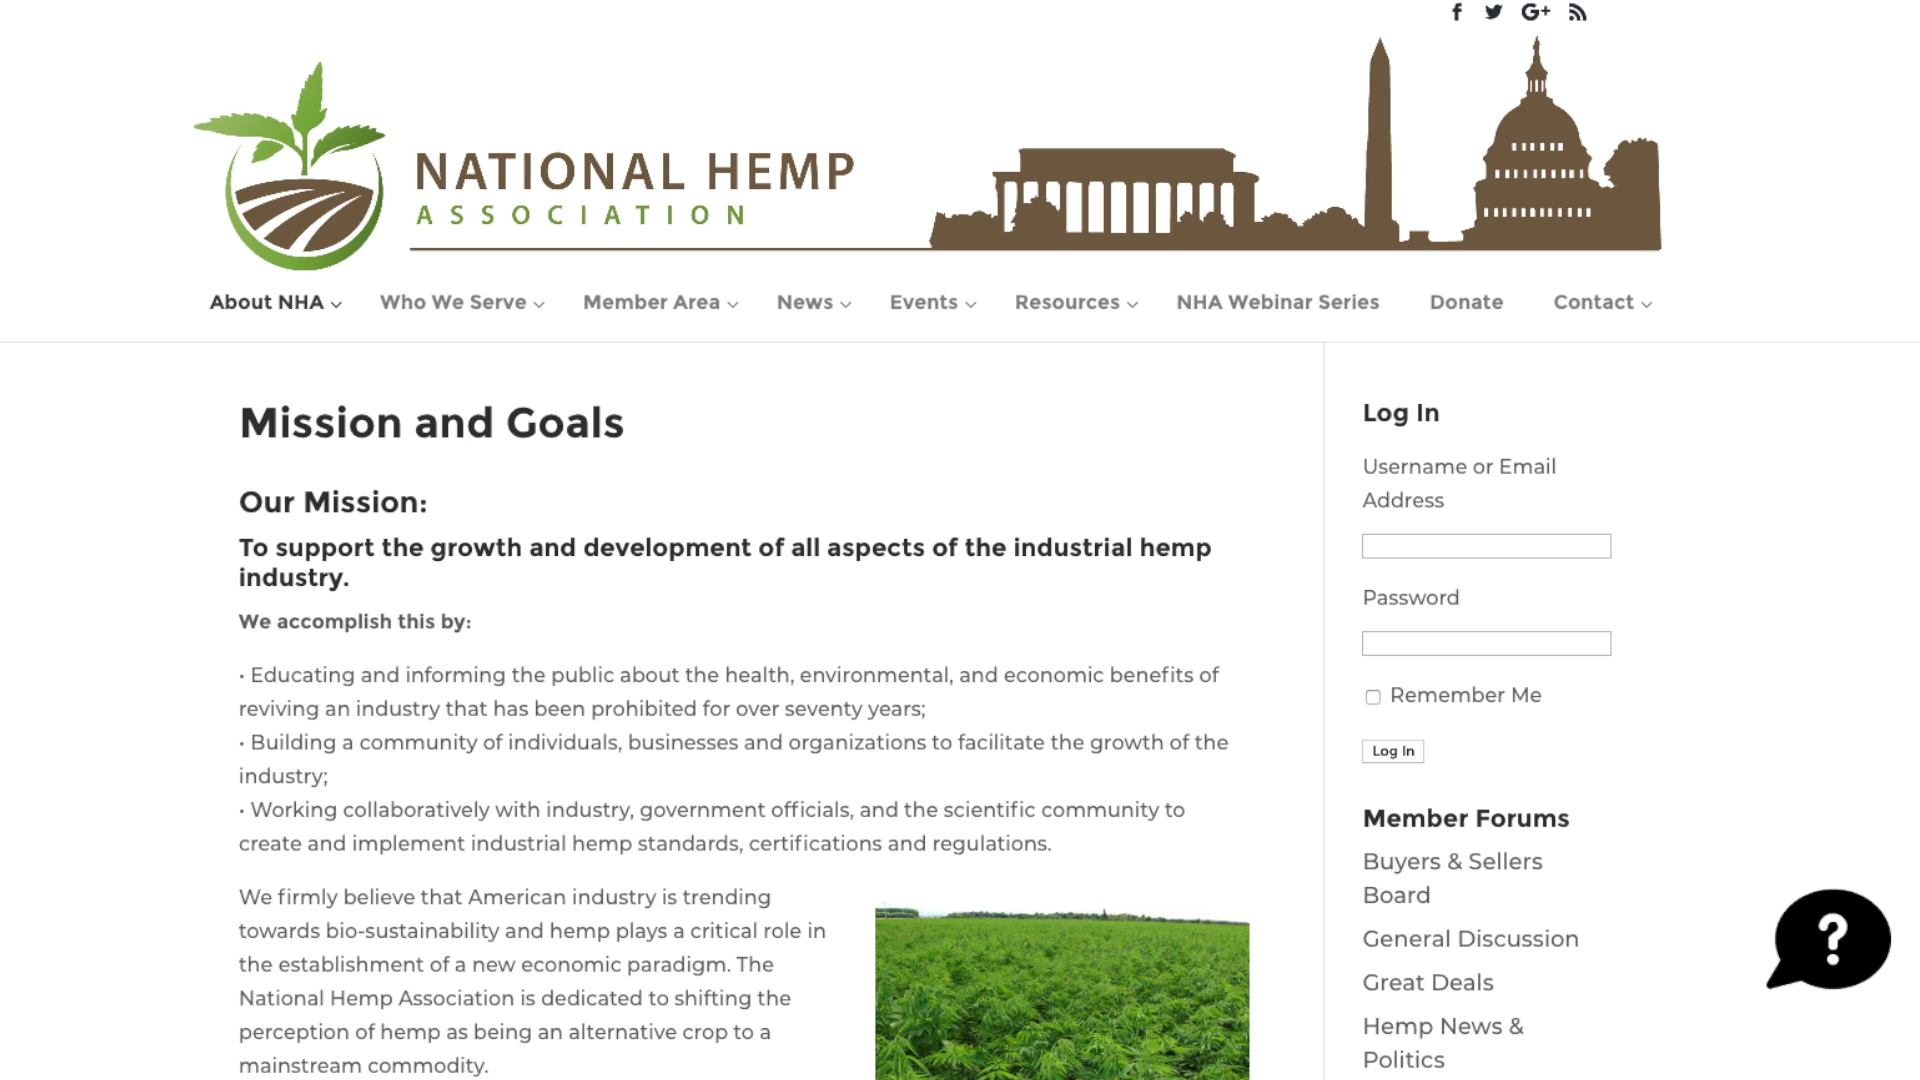 G+
NATIONAL HEMP
ASSOCIATION
About NHA
Who We Serve
Member Area
News
Events
Resources
NHA Webinar Series
Donate
Contact
Mission and Goals
Our Mission:
To support the growth and development of all aspects of the industrial hemp
industry.
We accomplish this by:
• Educating and informing the public about the health, environmental, and economic benefits of
reviving an industry that has been prohibited for over seventy years;
• Building a community of individuals, businesses and organizations to facilitate the growth of the
industry;
• Working collaboratively with industry, government officials, and the scientific community to
create and implement industrial hemp standards, certifications and regulations.
We firmly believe that American industry is trending
towards bio-sustainability and hemp plays a critical role in
the establishment of a new economic paradigm. The
National Hemp Association is dedicated to shifting the
perception of hemp as being an alternative crop to a
mainstream commodity.
Log In
Username or Email
Address
Password
Remember Me
Log In
Member Forums
Buyers & Sellers
Board
General Discussion
Great Deals
Hemp News &
Politics
?